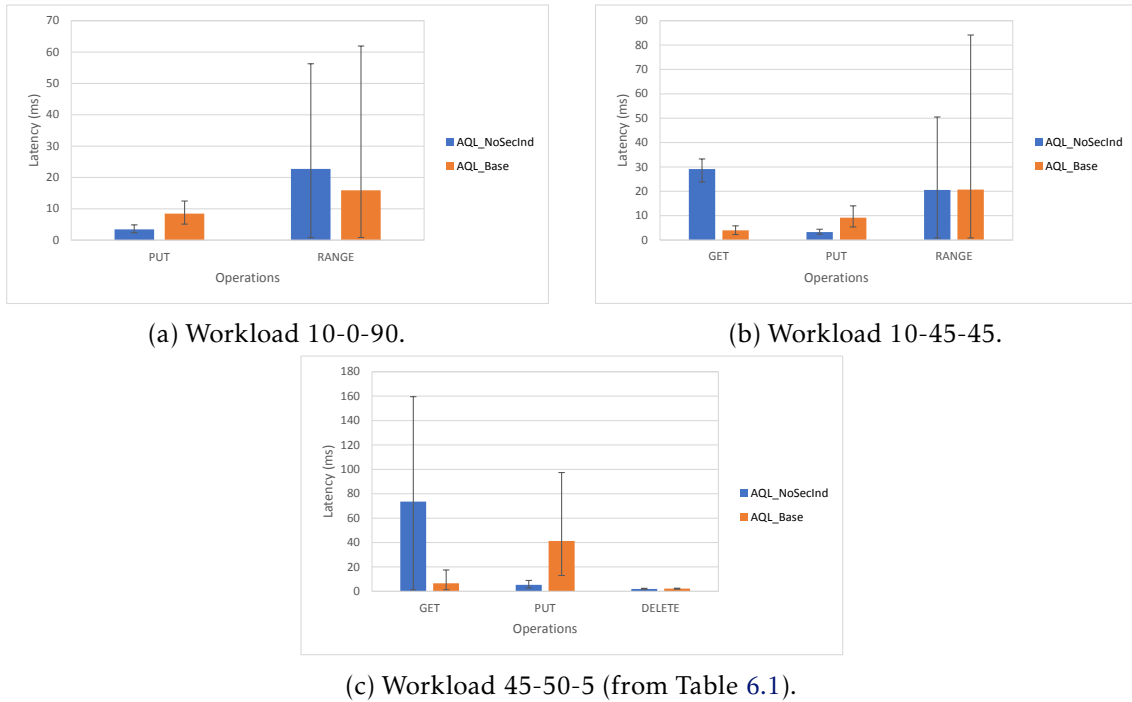 70
60
50
40
30
20
10
0
Latency (ms)
PUT
RANGE
Operations
AQL_NoSecInd
AQL_Base
(a) Workload 10-0-90.
90
80
70
60
50
40
30
20
10
0
Latency (ms)
GET
PUT
RANGE
Operations
AQL_NoSecInd
AQL_Base
(b) Workload 10-45-45.
180
160
140
120
100
80
60
40
20
0
Latency (ms)
GET
PUT
DELETE
Operations
AQL_NoSecInd
AQL_Base
(c) Workload 45-50-5 (from Table 6.1).